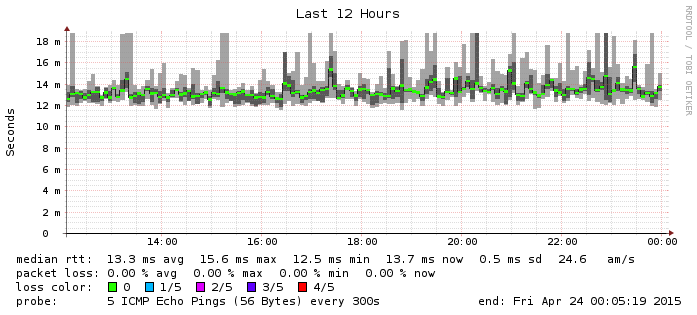 Last 12 Hours
RRDTOOL / TOBI OETIKER
Seconds
18 m
16 m
14 m
12 m
10 m
8 m
6 m
4 m
2 m
0
14:00 16:00 18:00 20:00 22:00 00:00
median rtt: 13.3 ms avg 15.6 ms max 12.5 ms min 13.7 ms now 0.5 ms sd 24.6 am/s
packet loss: 0.00 % avg 0.00 % max 0.00 % min 0.00 % now
loss color: 0 1/5 2/5 3/5 4/5
probe: 5 ICMP Echo Pings (56 Bytes) every 300s end: Fri Apr 24 00:05:19 2015